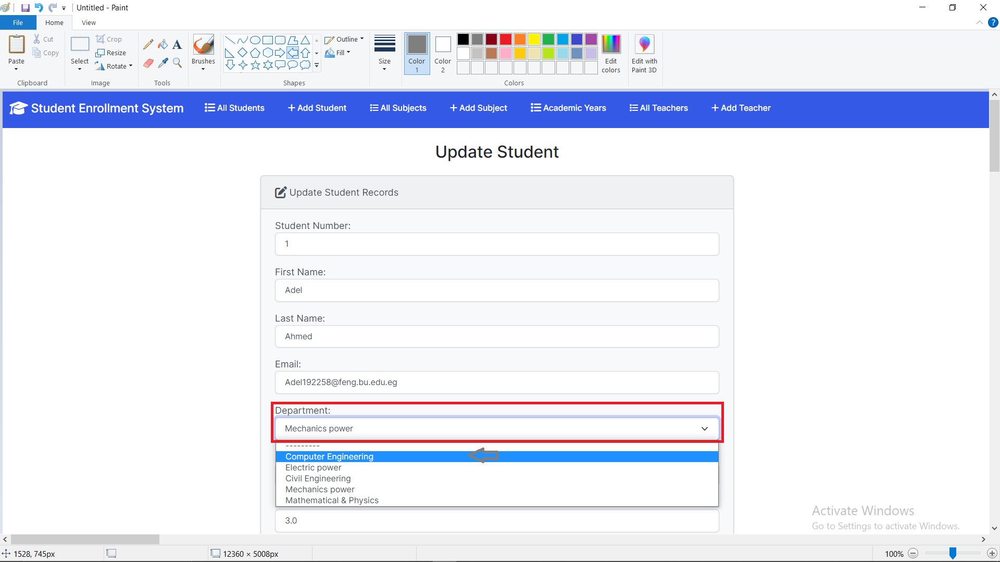 Untitled - Paint
File Home View
Paste
Cut
Copy
Clipboard
Select
Crop
Resize
Rotate
Image
A
Tools
Brushes
Shapes
Outline
Fill
Size
Color
1
Color
2
Colors
Edit
colors
Edit with
Paint 3D
?
Student Enrollment System All Students + Add Student All Subjects + Add Subject Academic Years All Teachers + Add Teacher
Update Student
Update Student Records
Student Number:
1
First Name:
Adel
Last Name:
Ahmed
Email:
Adel192258@feng.bu.edu.eg
Department:
Mechanics power
---------
Computer Engineering
Electric power
Civil Engineering
Mechanics power
Mathematical & Physics
3.0
Activate Windows
Go to Settings to activate Windows.
1528, 745px 12360 × 5008px 100%